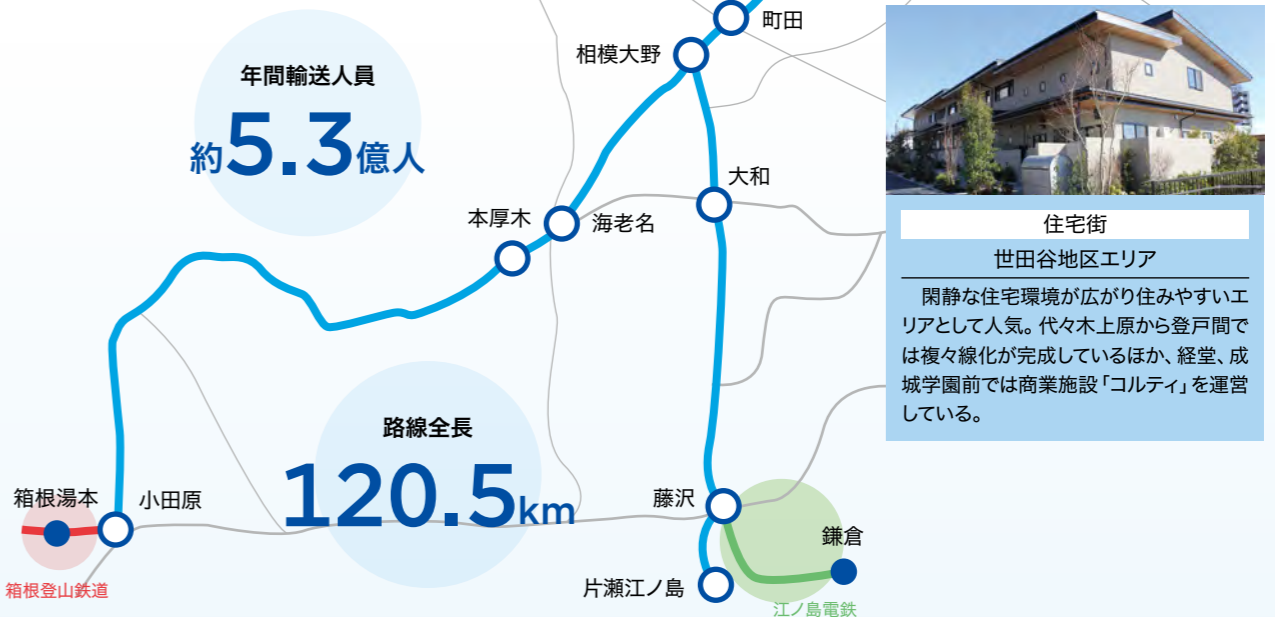 町田
相模大野
年間輸送人員
約5.3億人
大和
本厚木
海老名
住宅街
世田谷地区エリア
閑静な住宅環境が広がり住みやすいエ
リアとして人気。代々木上原から登戸間で
は複々線化が完成しているほか、経堂、成
城学園前では商業施設「コルティ」を運営
している。
路線全長
120.5km
箱根湯本
小田原
藤沢
鎌倉
片瀬江ノ島
箱根登山鉄道
江ノ島電鉄